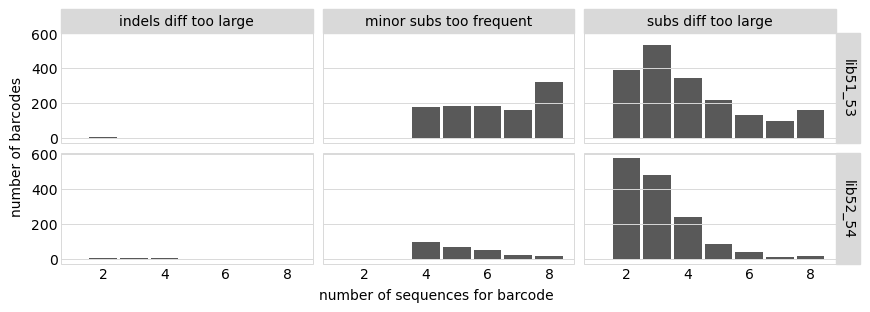 indels diff too large minor subs too frequent subs diff too large
number of barcodes
600
400
200
0
lib51_53
600
400
200
0
lib52_54
2 4 6 8 2 4 6 8 2 4 6 8
number of sequences for barcode